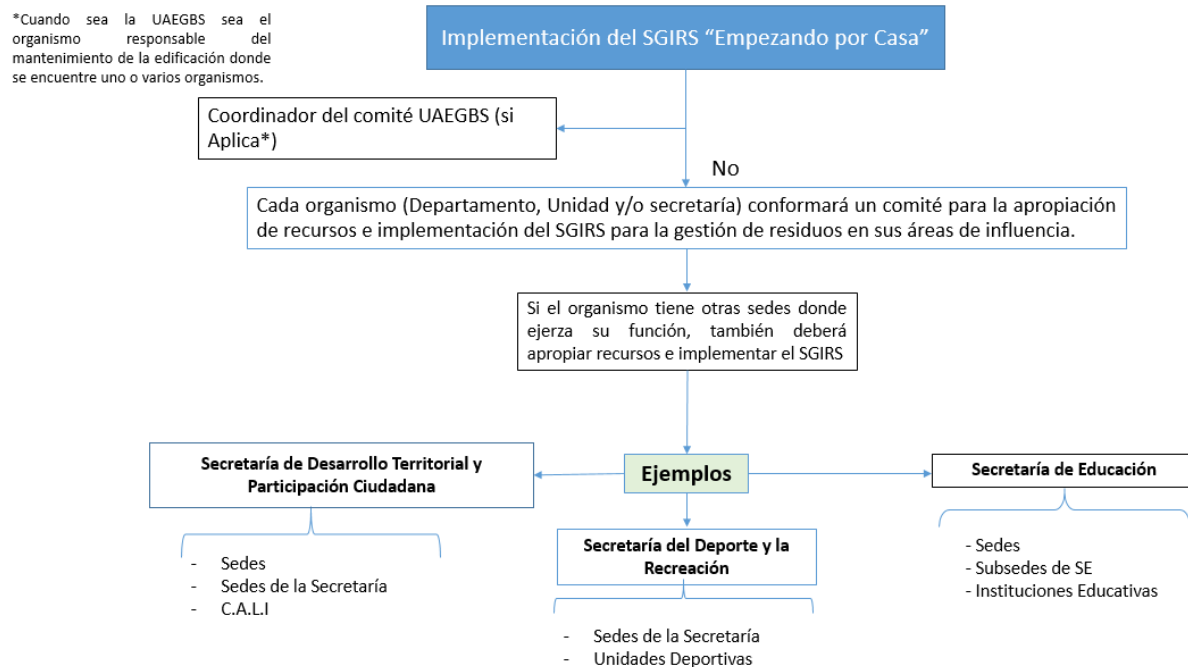 *Cuando sea la UAEGBS sea el
organismo responsable del
mantenimiento de la edificación donde
se encuentre uno o varios organismos.
Implementación del SGIRS “Empezando por Casa”
Coordinador del comité UAEGBS (si
Aplica*)
No
Cada organismo (Departamento, Unidad y/o secretaría) conformará un comité para la apropiación
de recursos e implementación del SGIRS para la gestión de residuos en sus áreas de influencia.
Si el organismo tiene otras sedes donde
ejerza su función, también deberá
apropiar recursos e implementar el SGIRS
Secretaría de Desarrollo Territorial y
Participación Ciudadana
- Sedes
- Sedes de la Secretaría
- C.A.L.I
Ejemplos
Secretaría del Deporte y la
Recreación
- Sedes de la Secretaría
- Unidades Deportivas
Secretaría de Educación
- Sedes
- Subsedes de SE
- Instituciones Educativas